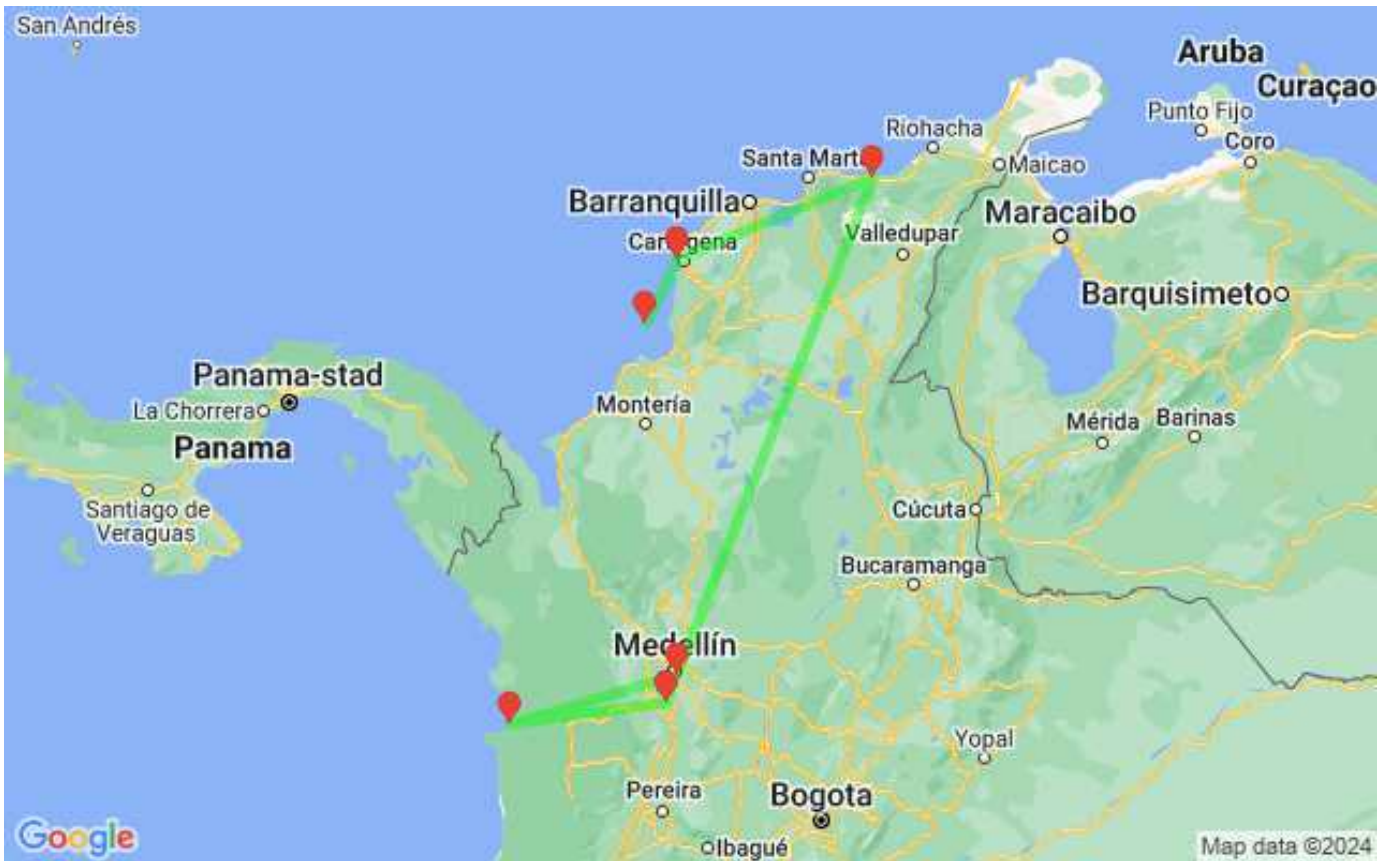 San Andrés
Aruba
Curaçao
Punto Fijo
Riohacha
Coro
Santa Mart
Maicao
Barranquilla
Maracaibo
Cartagena
Valledupar
Barquisimeto
Panama-stad
La Chorrera
Montería
Mérida
Barinas
Panama
Santiago de
Veraguas
Cúcuta
Bucaramanga
Medellín
Yopal
Pereira
Bogota
Ibagué
Google
Map data ©2024